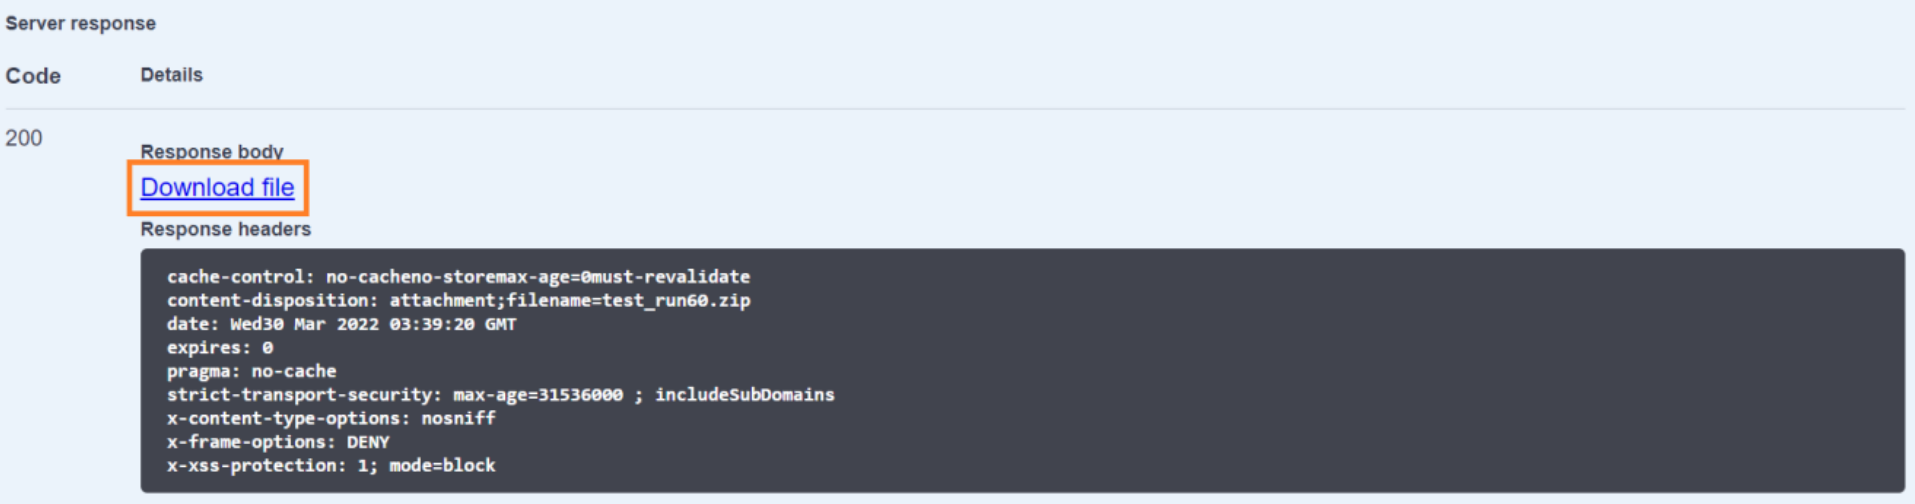 Server response
Code Details
200
Response body
Download file
Response headers
cache-control: no-cacheno-storemax-age=0must-revalidate
content-disposition: attachment;filename=test_run60.zip
date: Wed30 Mar 2022 03:39:20 GMT
expires: 0
pragma: no-cache
strict-transport-security: max-age=31536000 ; includeSubDomains
x-content-type-options: nosniff
x-frame-options: DENY
x-xss-protection: 1; mode=block